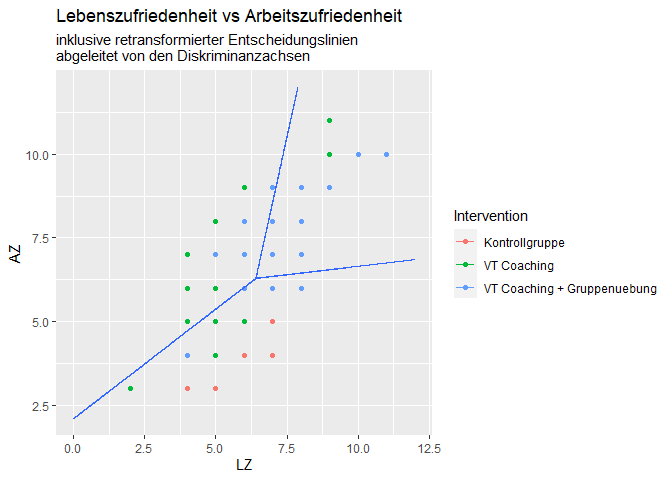 Lebenszufriedenheit vs Arbeitszufriedenheit
inklusive retransformierter Entscheidungslinien
abgeleitet von den Diskriminanzachsen
10.0
7.5
5.0
2.5
AZ
0.0 2.5 5.0 7.5 10.0 12.5
LZ
Intervention
Kontrollgruppe
VT Coaching
VT Coaching + Gruppenuebung